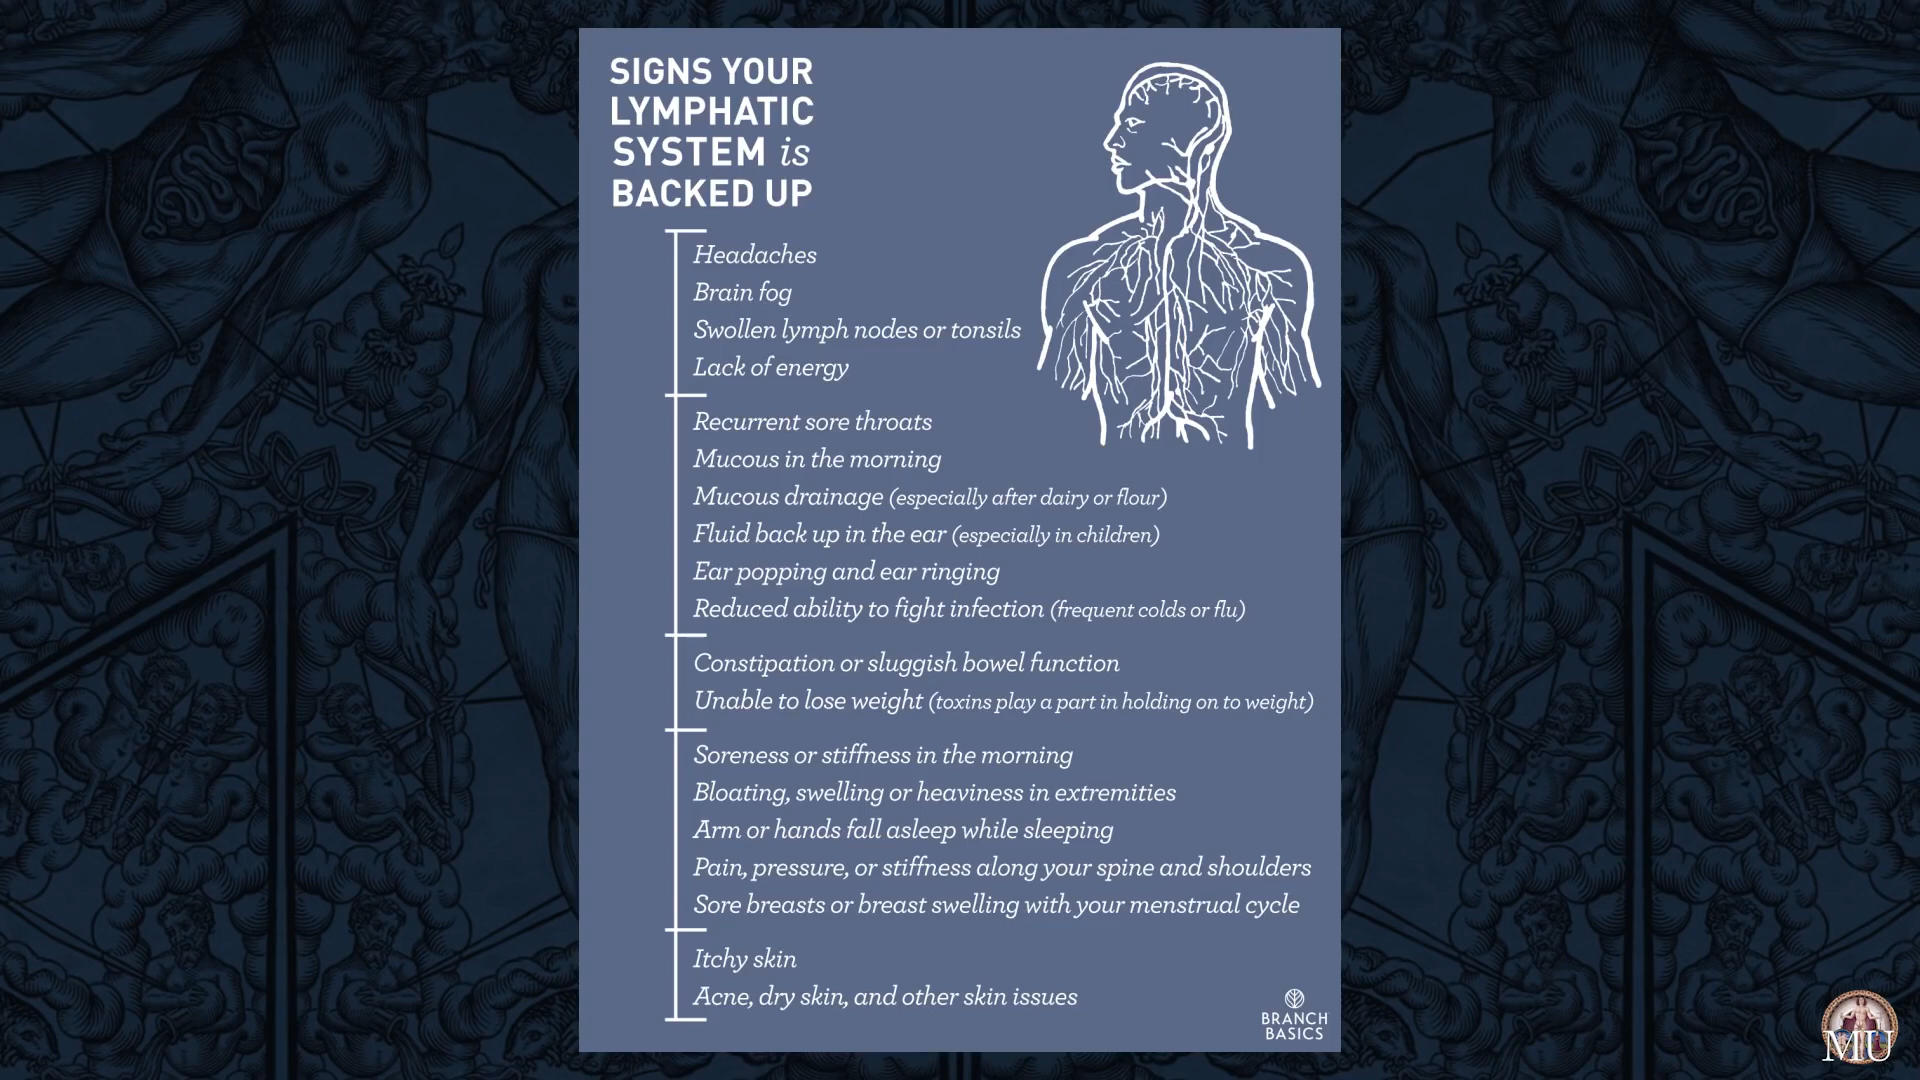 SIGNS YOUR
LYMPHATIC
SYSTEM is
BACKED UP
Headaches
Brain fog
Swollen lymph nodes or tonsils
Lack of energy
Recurrent sore throats
Mucous in the morning
Mucous drainage (especially after dairy or flour)
Fluid back up in the ear (especially in children)
Ear popping and ear ringing
Reduced ability to fight infection (frequent colds or flu)
Constipation or sluggish bowel function
Unable to lose weight (toxins play a part in holding on to weight)
Soreness or stiffness in the morning
Bloating, swelling or heaviness in extremities
Arm or hands fall asleep while sleeping
Pain, pressure, or stiffness along your spine and shoulders
Sore breasts or breast swelling with your menstrual cycle
Itchy skin
Acne, dry skin, and other skin issues
BRANCH
BASICS
MU